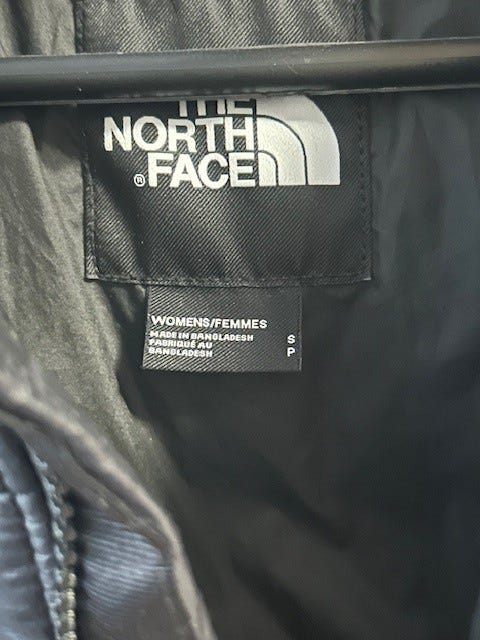 THE
NORTH
® FACE
WOMENS/FEMMES
MADE IN BANGLADESH S
FABRIQUÉ AU P
BANGLADESH